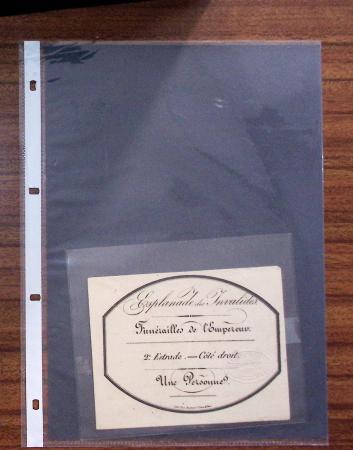 Esplanade des Invalides.
Funérailles de l'Empereur.
2e Estrade. — Côté droit.
Une Personne.